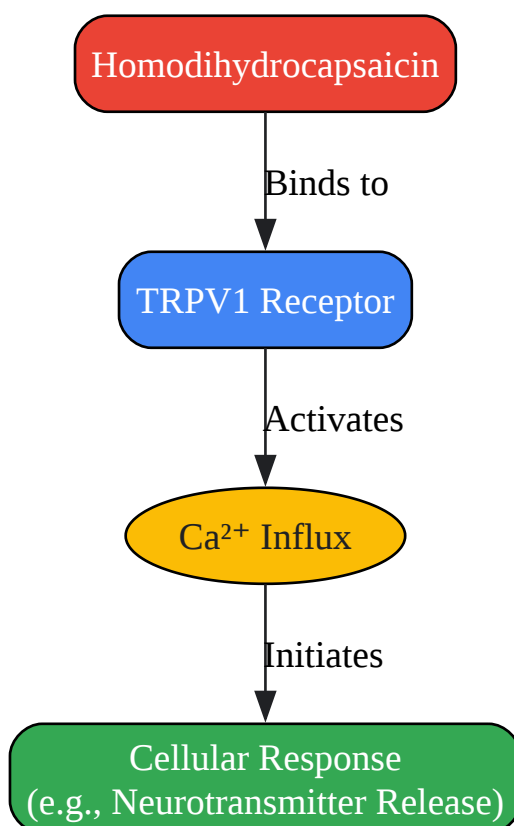 Homodihydrocapsaicin
Binds to
TRPV1 Receptor
Activates
Ca²⁺ Influx
Initiates
Cellular Response
(e.g., Neurotransmitter Release)